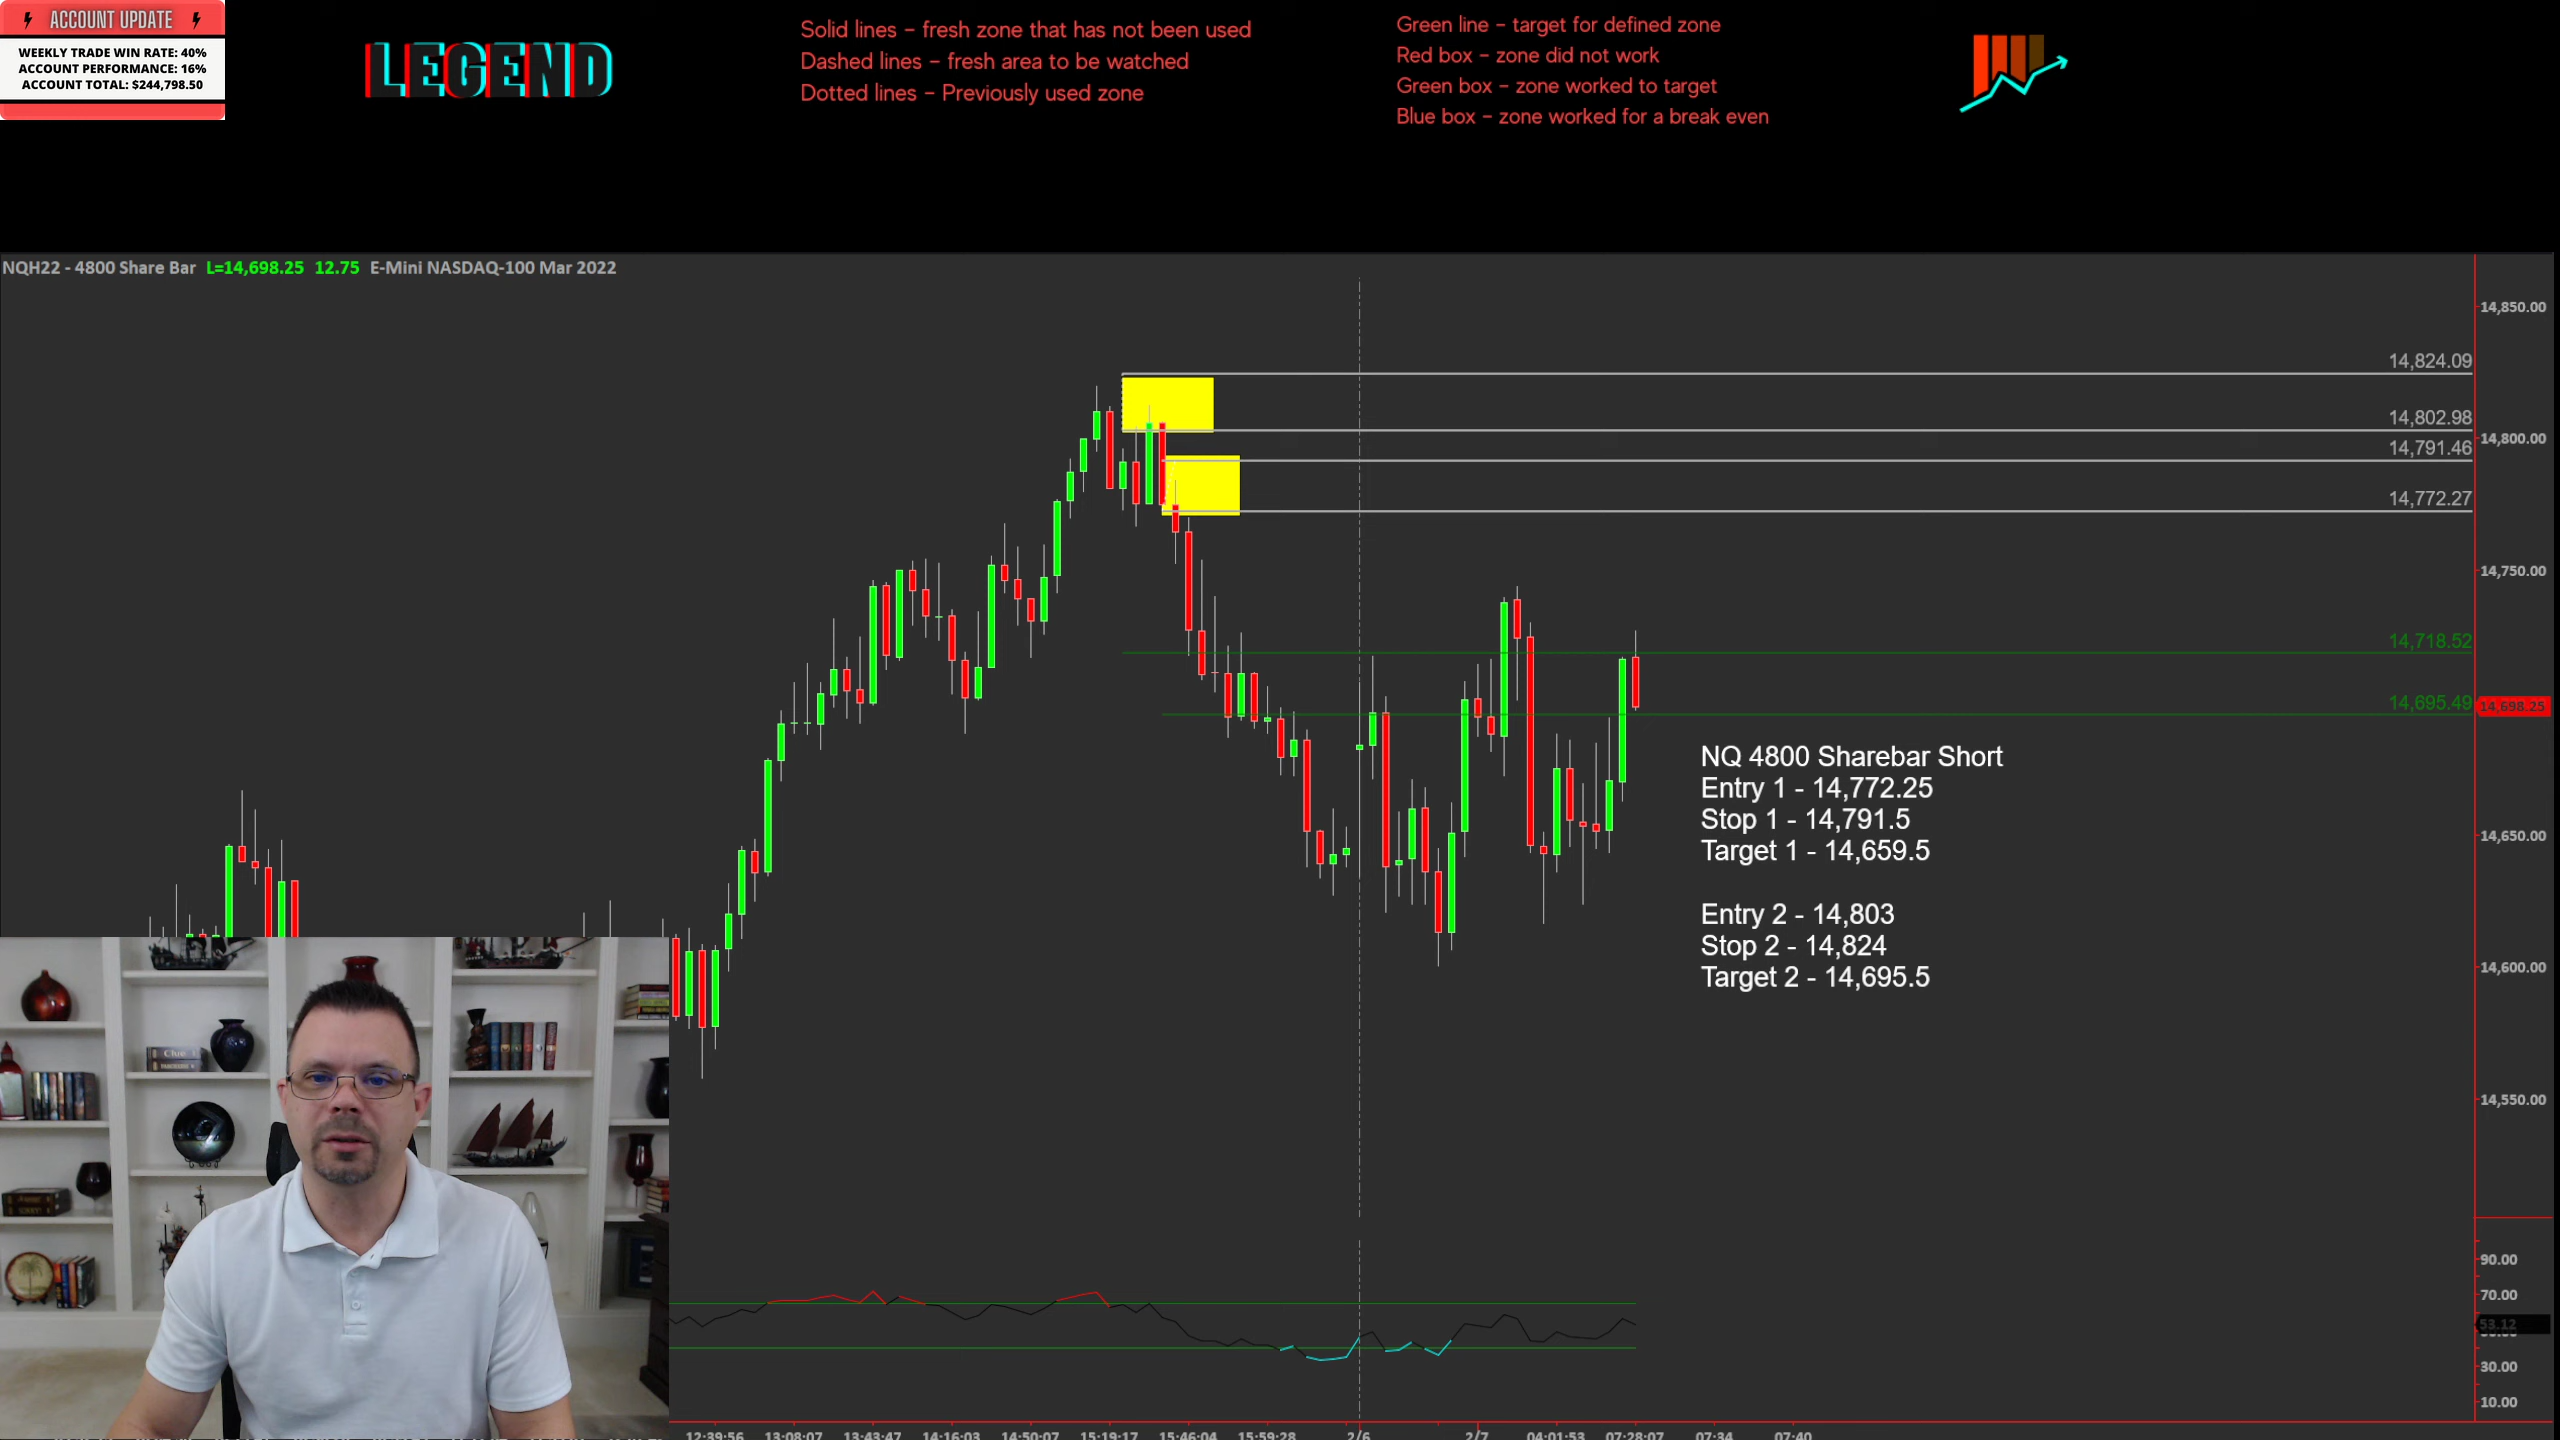 ACCOUNT UPDATE
WEEKLY TRADE WIN RATE: 40%
ACCOUNT PERFORMANCE: 16%
ACCOUNT TOTAL: $244,798.50
LEGEND
Solid lines – fresh zone that has not been used
Dashed lines – fresh area to be watched
Dotted lines – Previously used zone
Green line – target for defined zone
Red box – zone did not work
Green box – zone worked to target
Blue box – zone worked for a break even
NQH22 - 4800 Share Bar L=14,698.25 12.75 E-Mini NASDAQ-100 Mar 2022
14,850.00
14,824.09
14,802.98
14,800.00
14,791.46
14,772.27
14,750.00
14,718.52
14,695.49
14,698.25
NQ 4800 Sharebar Short
Entry 1 - 14,772.25
Stop 1 - 14,791.5
Target 1 - 14,659.5
14,650.00
Entry 2 - 14,803
Stop 2 - 14,824
Target 2 - 14,695.5
14,600.00
14,550.00
Clue
90.00
70.00
53.12
30.00
10.00
12:39:56 13:08:07 13:43:47 14:16:03 14:50:07 15:19:17 15:46:04 15:59:28 2/6 2/7 04:01:53 07:28:07 07:34 07:40